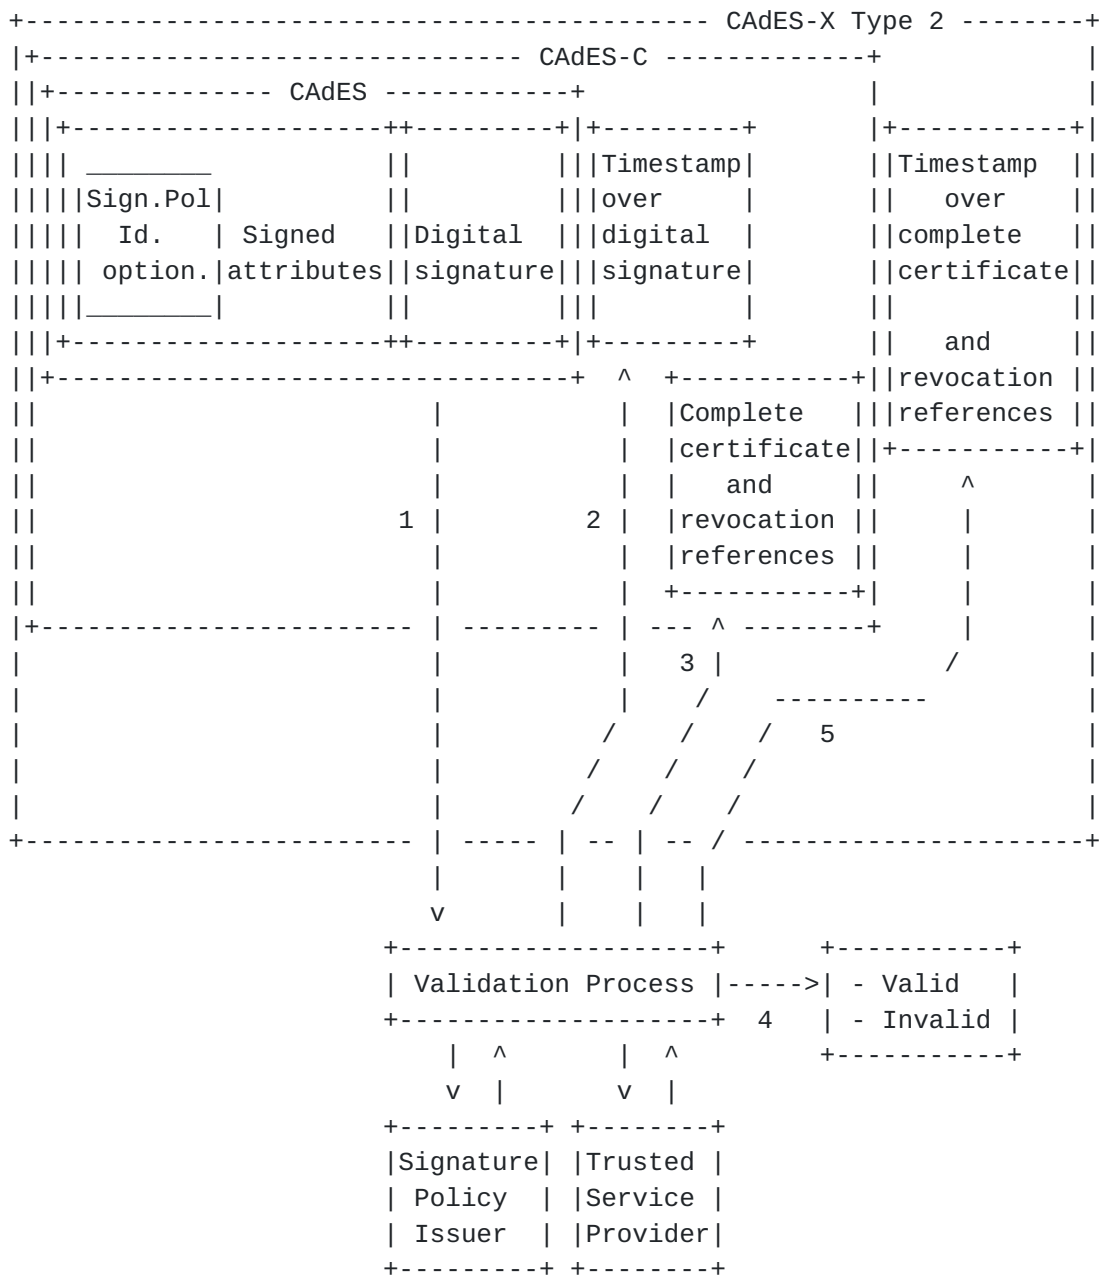 +-------------------------------------------- CAdES-X Type 2 --------+
|+------------------------------- CAdES-C -------------+             |
||+-------------- CAdES ------------+                  |             |
|||+--------------------++---------+|+---------+       |+-----------+|
|||| ________           ||         |||Timestamp|       ||Timestamp  ||
|||||Sign.Pol|          ||         |||over     |       ||   over    ||
|||||  Id.   | Signed   ||Digital  |||digital  |       ||complete   ||
||||| option.|attributes||signature|||signature|       ||certificate||
|||||________|          ||         |||         |       ||           ||
|||+--------------------++---------+|+---------+       ||   and     ||
||+---------------------------------+  ^  +-----------+||revocation ||
||                         |           |  |Complete   |||references ||
||                         |           |  |certificate||+-----------+|
||                         |           |  |   and     ||     ^       |
||                       1 |         2 |  |revocation ||     |       |
||                         |           |  |references ||     |       |
||                         |           |  +-----------+|     |       |
|+------------------------ | --------- | --- ^ --------+     |       |
|                          |           |   3 |              /        |
|                          |           |    /    ----------          |
|                          |          /    /    /   5                |
|                          |         /    /    /                     |
|                          |        /    /    /                      |
+------------------------- | ----- | -- | -- / ----------------------+
                           |       |    |   |
                           v       |    |   |
                        +--------------------+      +-----------+
                        | Validation Process |----->| - Valid   |
                        +--------------------+  4   | - Invalid |
                            |  ^       |  ^         +-----------+
                            v  |       v  |
                        +---------+ +--------+
                        |Signature| |Trusted |
                        | Policy  | |Service |
                        | Issuer  | |Provider|
                        +---------+ +--------+